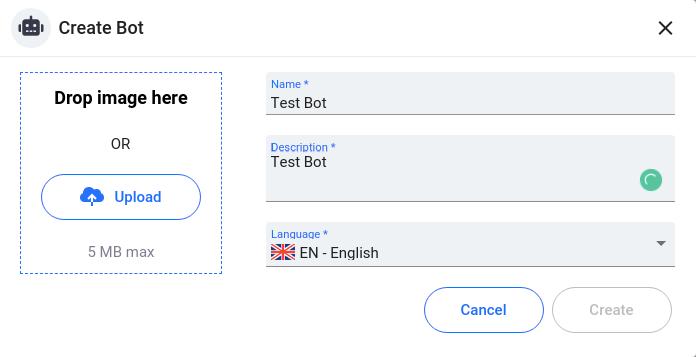 Create Bot
Drop image here
OR
Upload
5 MB max
Name *
Test Bot
Description *
Test Bot
Language *
EN - English
Cancel
Create